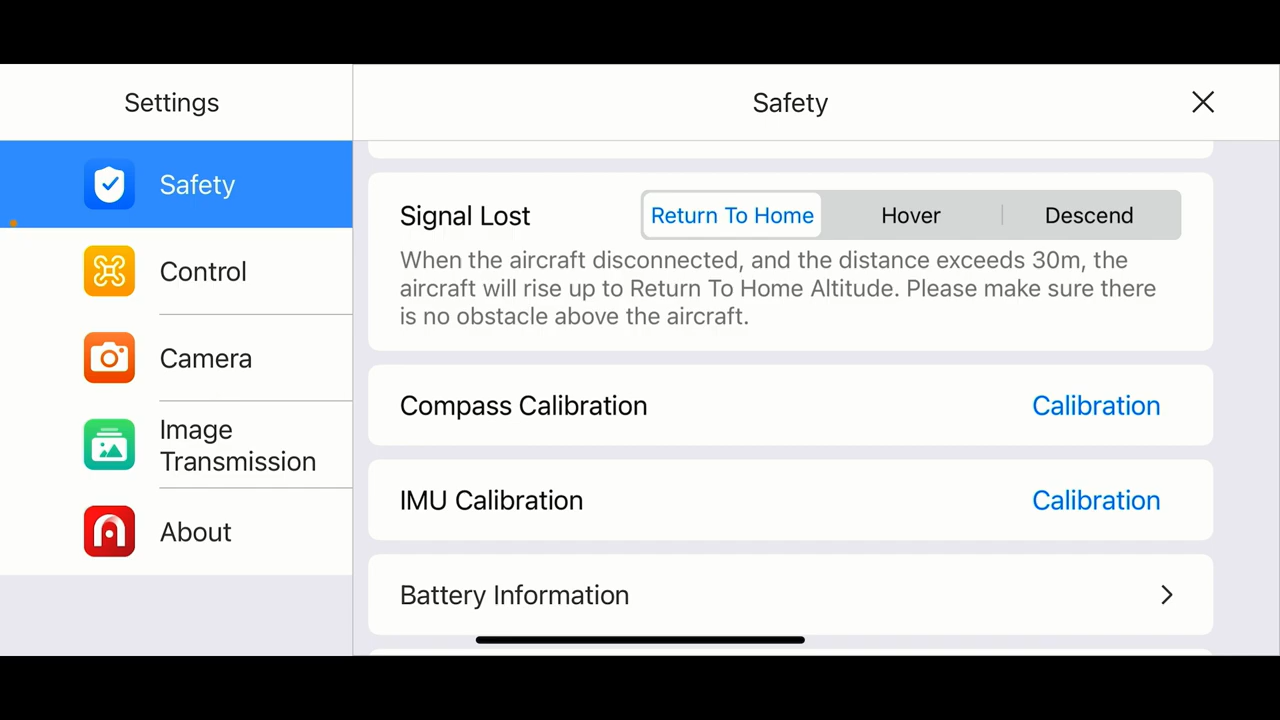 Settings
Safety
Safety
Control
Camera
Image
Transmission
About
Signal Lost
Return To Home
Hover
Descend
When the aircraft disconnected, and the distance exceeds 30m, the
aircraft will rise up to Return To Home Altitude. Please make sure there
is no obstacle above the aircraft.
Compass Calibration
Calibration
IMU Calibration
Calibration
Battery Information